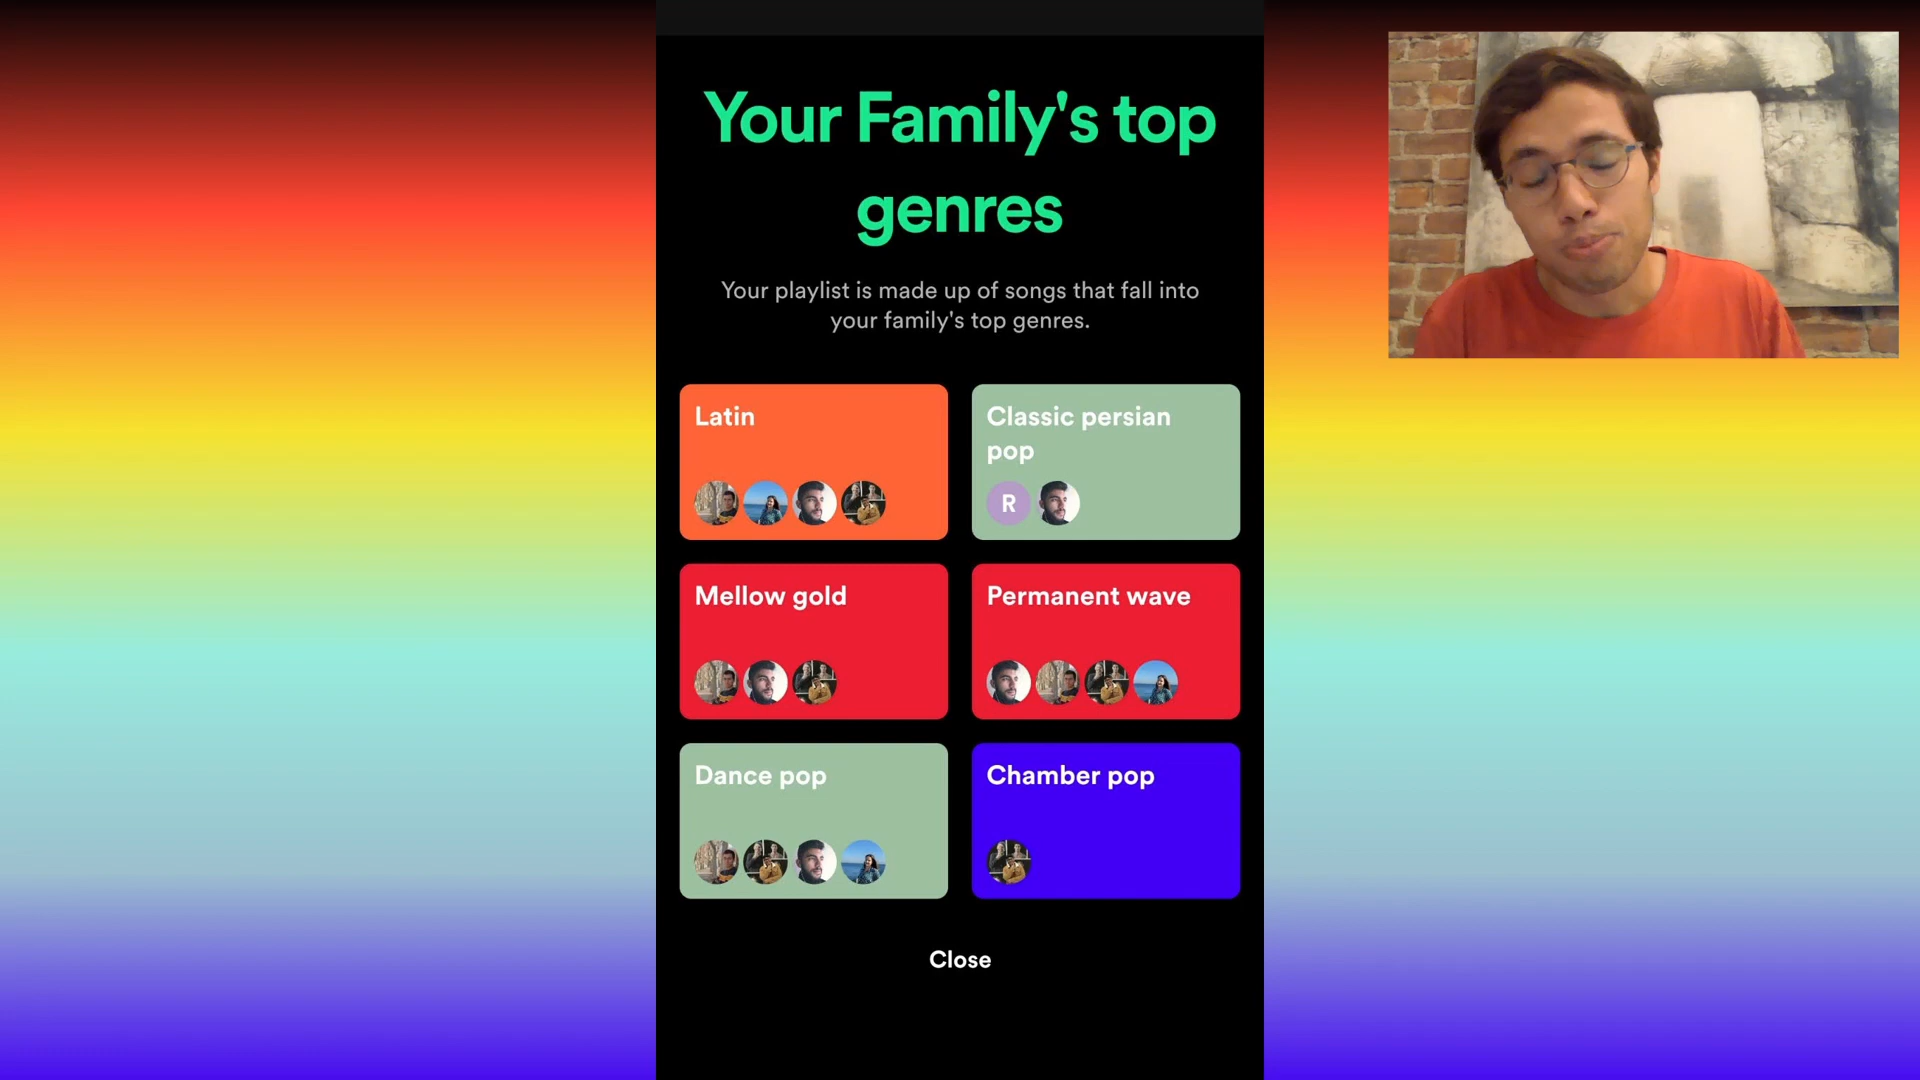 Your Family's top
genres
Your playlist is made up of songs that fall into
your family's top genres.
Latin
Classic persian
pop
R
Mellow gold
Permanent wave
Dance pop
Chamber pop
Close